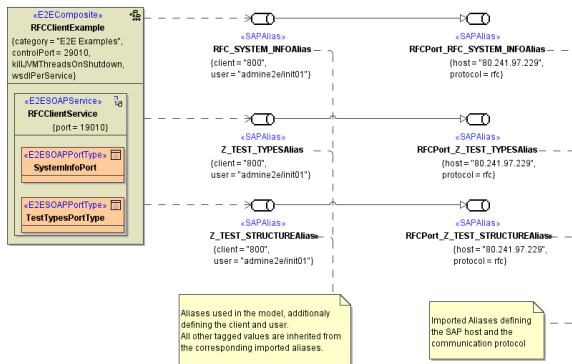 «E2EComposite»
RFCClientExample
{category = "E2E Examples",
controlPort = 29010,
killJVMThreadsOnShutdown,
wsdlPerService}
«E2ESOAPService»
RFCClientService
{port = 19010}
«E2ESOAPPortType»
SystemInfoPort
«E2ESOAPPortType»
TestTypesPortType
«SAPAlias»
RFC_SYSTEM_INFOAlias
{client = "800",
user = "admine2e/init01"}
«SAPAlias»
RFCPort_RFC_SYSTEM_INFOAlias
{host = "80.241.97.229",
protocol = rfc}
«SAPAlias»
Z_TEST_TYPESAlias
{client = "800",
user = "admine2e/init01"}
«SAPAlias»
RFCPort_Z_TEST_TYPESAlias
{host = "80.241.97.229",
protocol = rfc}
«SAPAlias»
Z_TEST_STRUCTUREAlias
{client = "800",
user = "admine2e/init01"}
«SAPAlias»
RFCPort_Z_TEST_STRUCTUREAlias
{host = "80.241.97.229",
protocol = rfc}
Aliases used in the model, additionaly
defining the client and user.
All other tagged values are inherited from
the corresponding imported aliases.
Imported Aliases defining
the SAP host and the
communication protocol